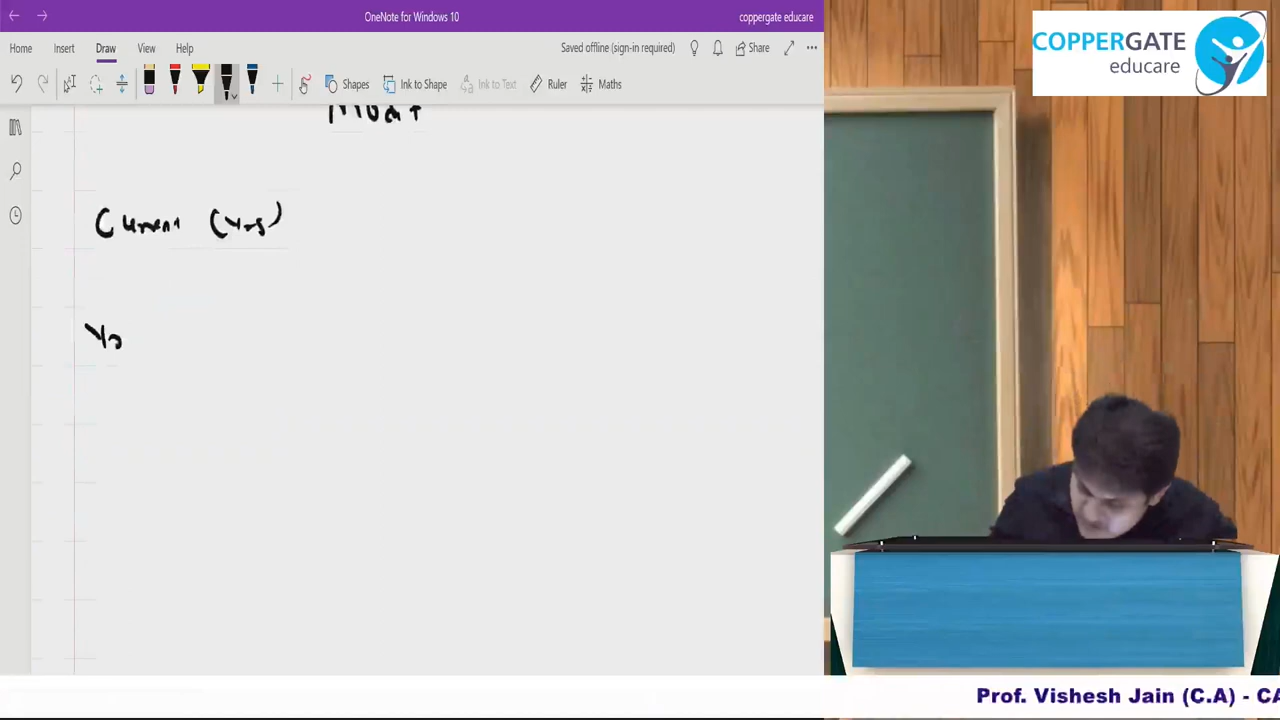 OneNote for Windows 10
coppergate educare
Home Insert Draw View Help
Saved offline (sign-in required) Share
Shapes Ink to Shape Ink to Text Ruler Maths
COPPERGATE
educare
Current (Yrs)
Prof. Vishesh Jain (C.A) - CA